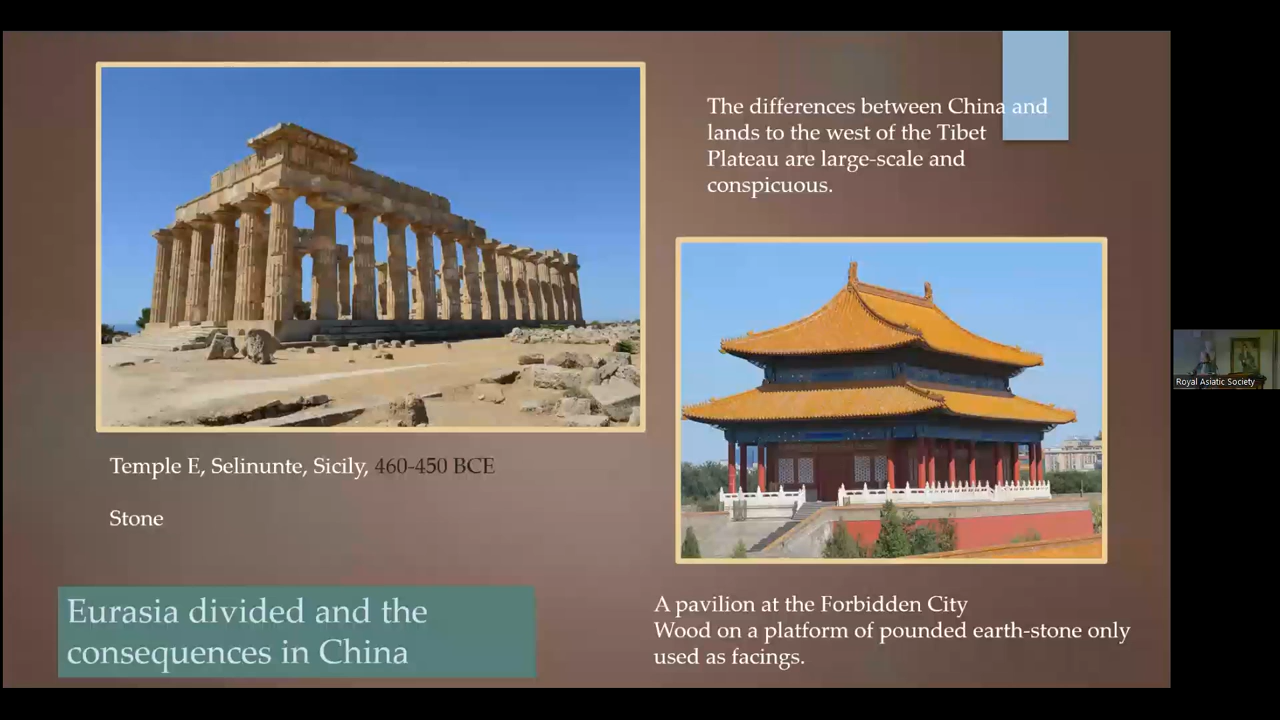 The differences between China and
lands to the west of the Tibet
Plateau are large-scale and
conspicuous.
Temple E, Selinunte, Sicily, 460-450 BCE
Stone
Eurasia divided and the
consequences in China
A pavilion at the Forbidden City
Wood on a platform of pounded earth-stone only
used as facings.
Royal Asiatic Society